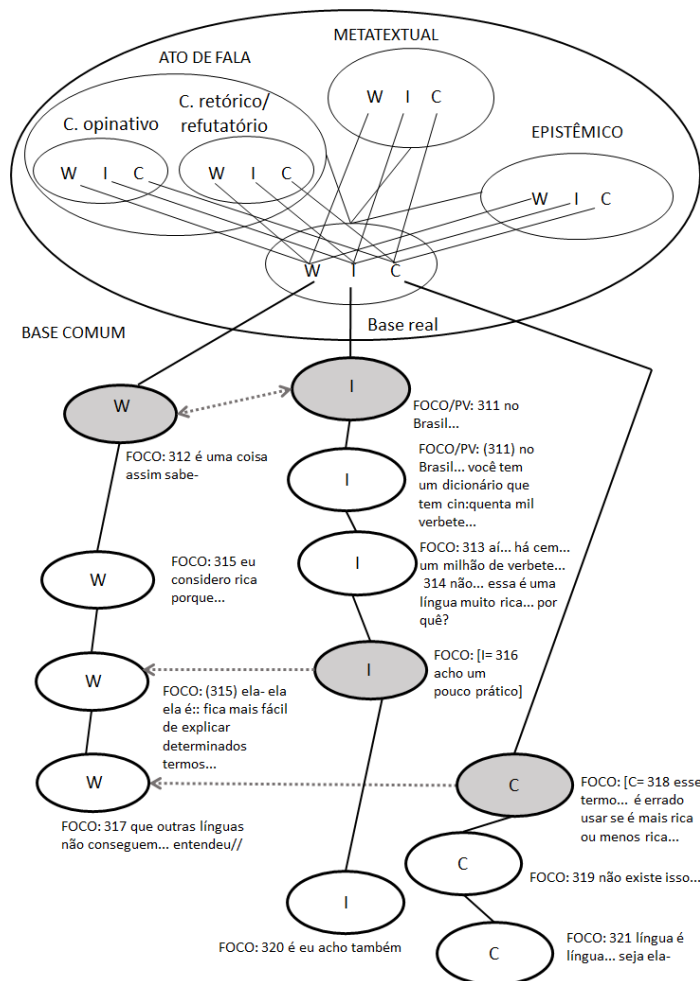 METATEXTUAL
ATO DE FALA
W I C
C. retórico/
refutatório
C. opinativo
EPISTÊMICO
W I C
W I C
W I C
W I C
Base real
BASE COMUM
W
I
FOCO/PV: 311 no
Brasil...
FOCO: 312 é uma coisa
assim sabe-
I
FOCO/PV: (311) no
Brasil... você tem
um dicionário que
tem cin:quenta mil
verbete...
W
FOCO: 315 eu
considero rica
porque...
I
FOCO: 313 aí... há cem...
um milhão de verbete...
314 não... essa é uma
língua muito rica... por
quê?
W
FOCO: (315) ela- ela
ela é:: fica mais fácil
de explicar
determinados
termos...
I
FOCO: [I= 316
acho um
pouco prático]
W
FOCO: 317 que outras línguas
não conseguem... entendeu//
C
FOCO: [C= 318 esse
termo... é errado
usar se é mais rica
ou menos rica...
C
FOCO: 319 não existe isso...
I
FOCO: 320 é eu acho também
C
FOCO: 321 língua é
língua... seja ela-